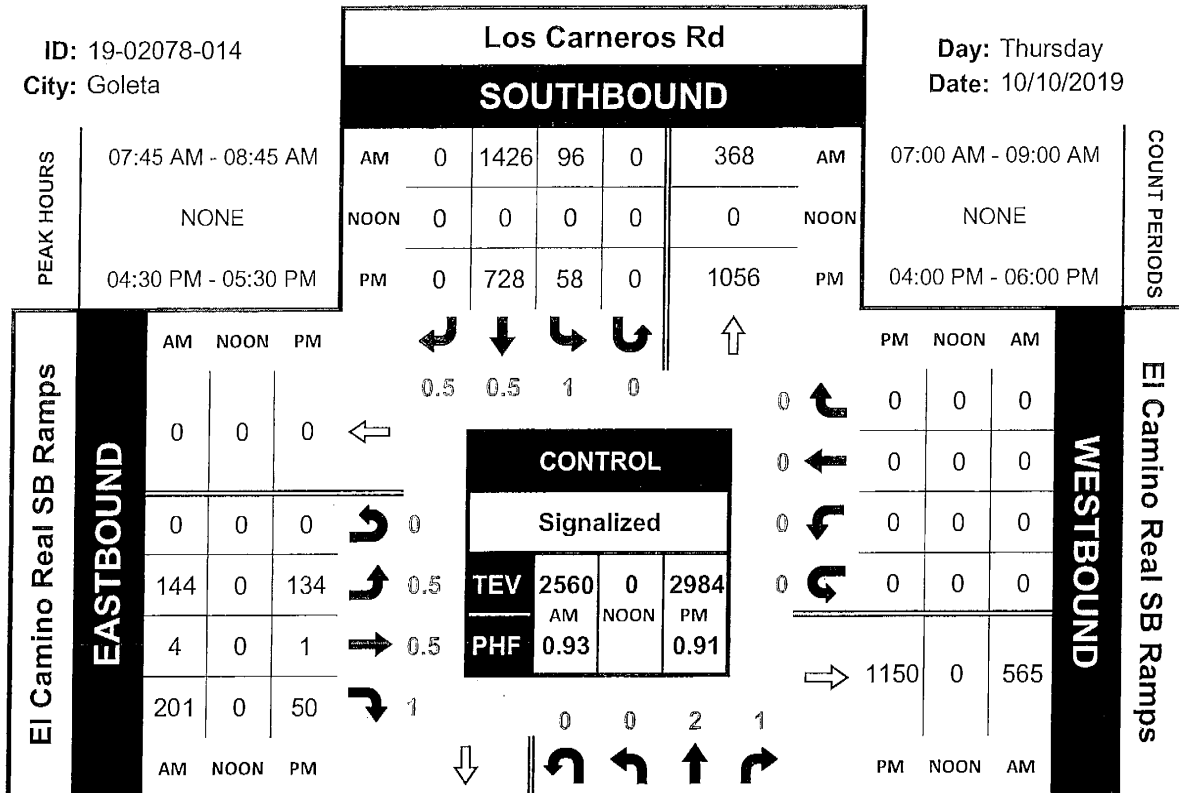 ID: 19-02078-014
City: Goleta
Los Carneros Rd
SOUTHBOUND
Day: Thursday
Date: 10/10/2019
PEAK HOURS
07:45 AM - 08:45 AM
NONE
04:30 PM - 05:30 PM
AM 0 1426 96 0 368 AM
NOON 0 0 0 0 0 NOON
PM 0 728 58 0 1056 PM
07:00 AM - 09:00 AM
NONE
04:00 PM - 06:00 PM
COUNT PERIODS
0.5 0.5 1 0
El Camino Real SB Ramps
EASTBOUND
AM NOON PM
0 0 0
0 0 0 0
144 0 134 0.5
4 0 1 0.5
201 0 50 1
AM NOON PM
CONTROL
Signalized
TEV 2560 0 2984
AM NOON PM
PHF 0.93 0.91
PM NOON AM
0 0 0 0
0 0 0 0
0 0 0 0
0 0 0 0
1150 0 565
PM NOON AM
WESTBOUND
El Camino Real SB Ramps
0 0 2 1